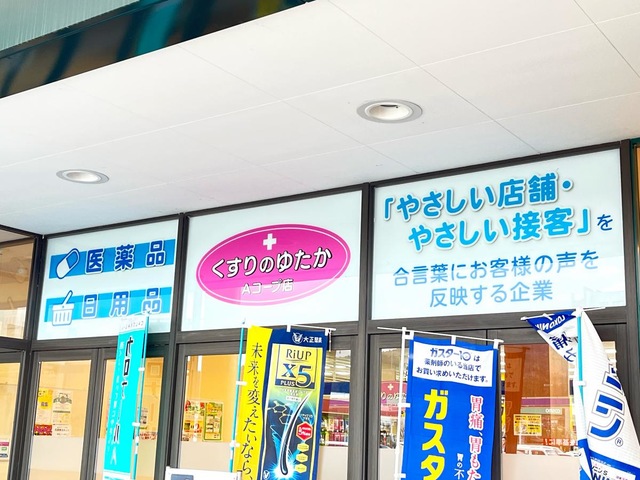 医薬品
日用品
くすりのゆたか
Aコープ店
「やさしい店舗・
やさしい接客」を
合言葉にお客様の声を
反映する企業
大正製薬
RiUP
X5
PLUS
未来を変えたいなら、
ガスター10は
薬剤師のいる当店で
お買い求めいただけます。
ガスタ
胃痛
胃もた